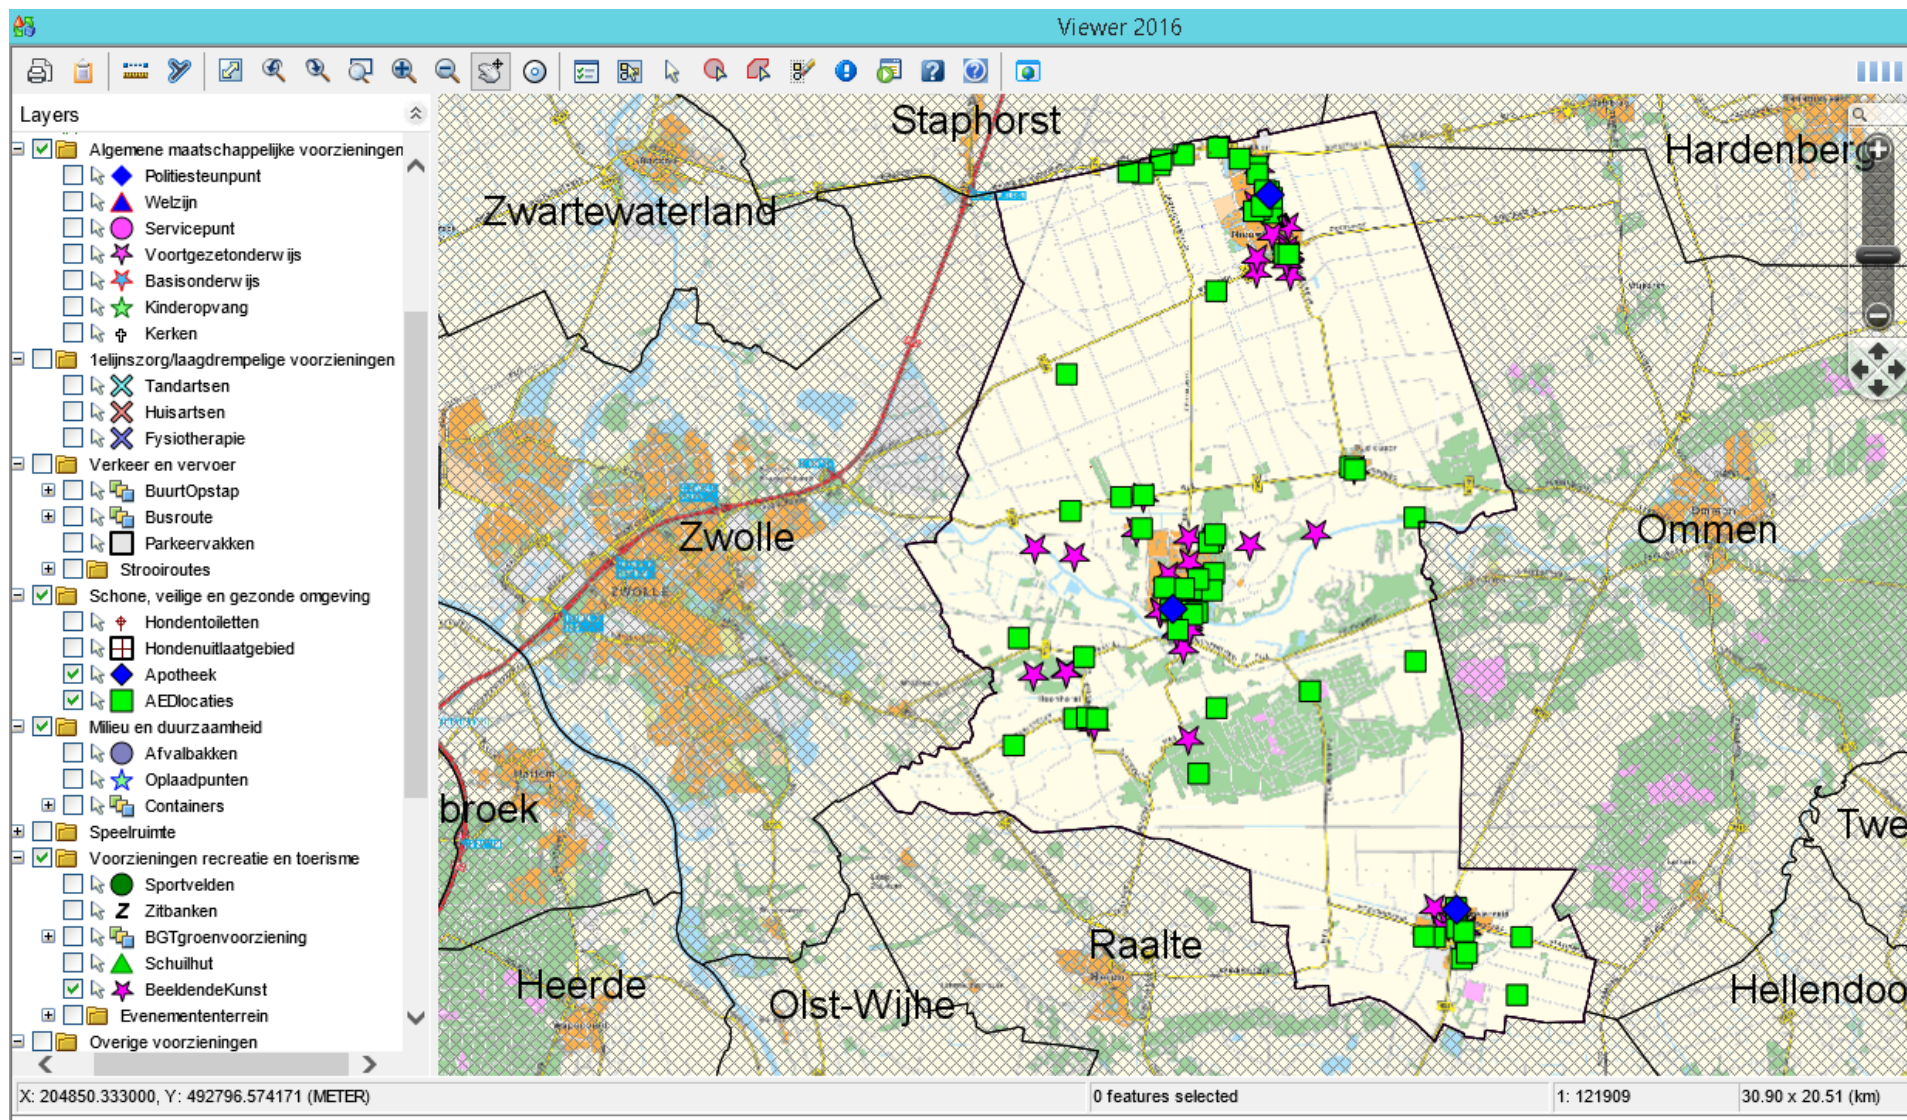 Viewer 2016
Layers
Algemene maatschappelijke voorzieningen
Politiesteunpunt
Welzijn
Servicepunt
Voortgezetonderwijs
Basisonderwijs
Kinderopvang
Kerken
1elijnszorg/laagdrempelige voorzieningen
Tandartsen
Huisartsen
Fysiotherapie
Verkeer en vervoer
BuurtOpstap
Busroute
Parkeervakken
Strooiroutes
Schone, veilige en gezonde omgeving
Hondentoiletten
Hondenuitlaatgebied
Apotheek
AEDlocaties
Milieu en duurzaamheid
Afvalbakken
Oplaadpunten
Containers
Speelruimte
Voorzieningen recreatie en toerisme
Sportvelden
Zitbanken
BGTgroenvoorziening
Schuilhut
BeeldendeKunst
Evenemententerrein
Overige voorzieningen
Staphorst
Hardenberg
Zwartewaterland
Zwolle
ZWOLLE
Ommen
broek
Twe
Raalte
Heerde
Olst-Wijhe
Hellendoo
X: 204850.333000, Y: 492796.574171 (METER)
0 features selected
1: 121909
30.90 x 20.51 (km)